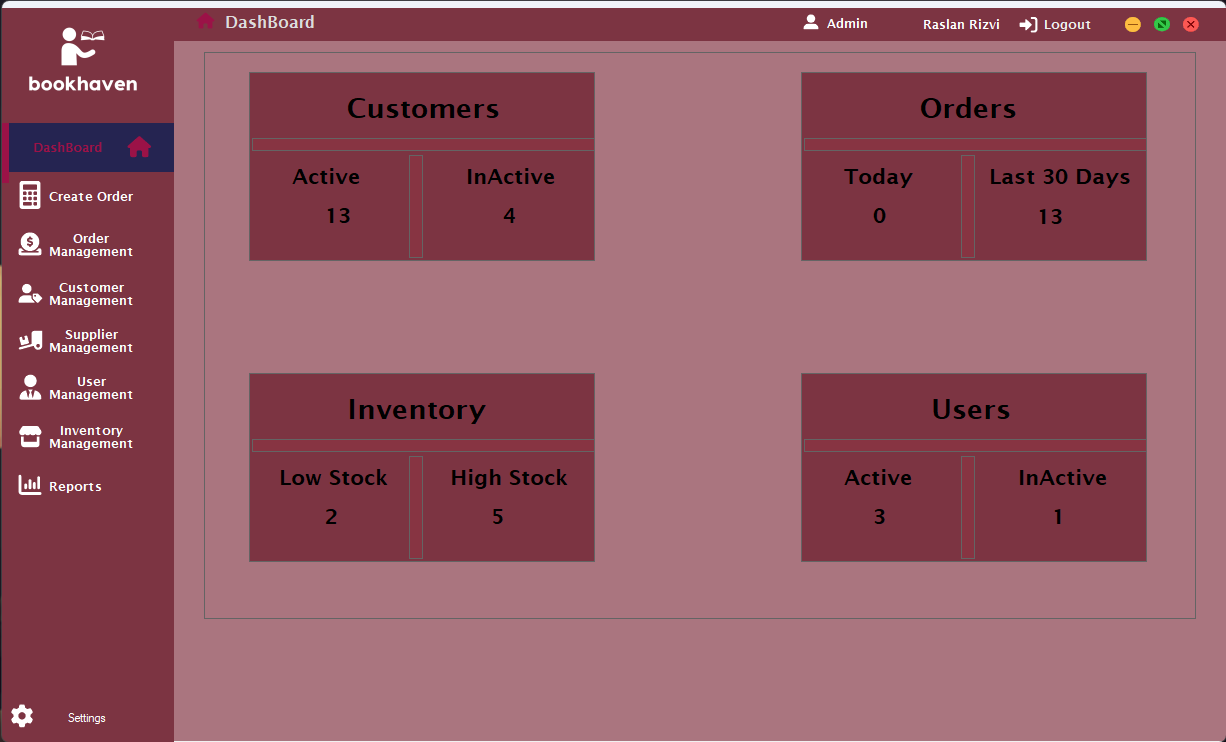 DashBoard
Admin
Raslan Rizvi
Logout
bookhaven
DashBoard
Create Order
Order
Management
Customer
Management
Supplier
Management
User
Management
Inventory
Management
Reports
Settings
Customers
Active
InActive
13
4
Orders
Today
Last 30 Days
0
13
Inventory
Low Stock
High Stock
2
5
Users
Active
InActive
3
1